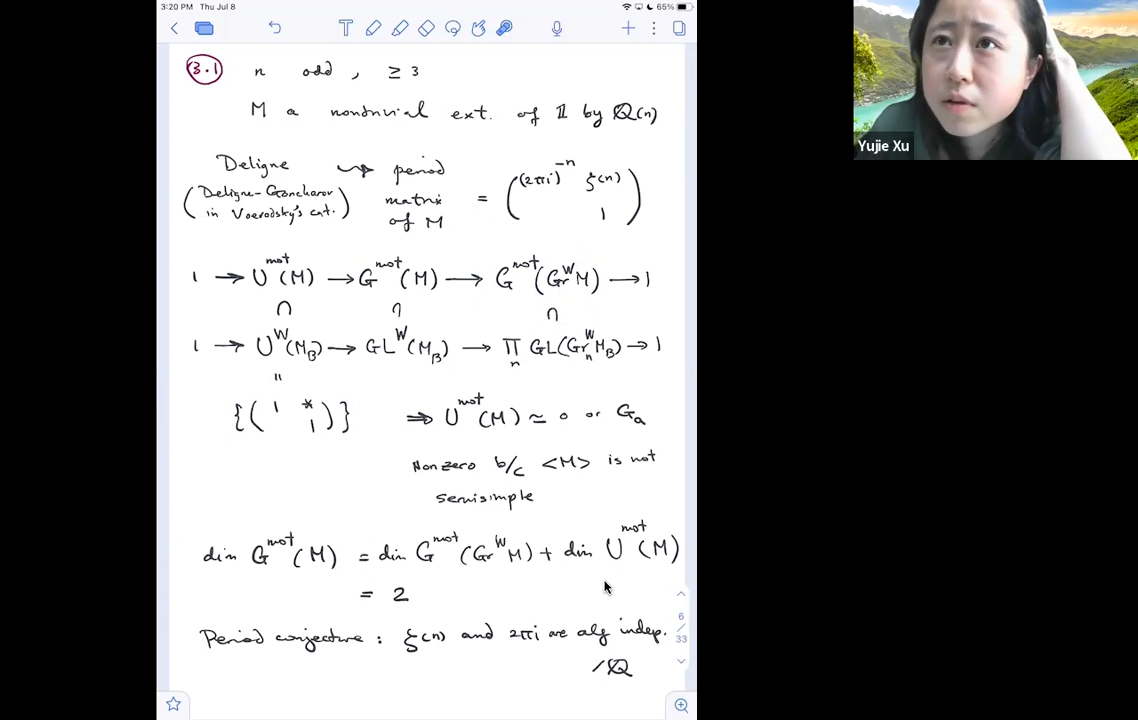 3:20 PM Thu Jul 8
65%
T
3.1 n odd, ≥ 3
M a nontrivial ext. of 𝟙 by ℚ(n)
Deligne ⇝ period matrix of M = ( (2πi)^{-n} ζ(n) ; 1 )
(Deligne-Goncharov in Voevodsky's cat.)
1 → U^{mot}(M) → G^{mot}(M) → G^{mot}(Gr^W M) → 1
∩ ∩ ∩
1 → U^W(M_B) → GL^W(M_B) → ∏_n GL(Gr^W_n M_B) → 1
=
{( 1 * ; 1 )} ⇒ U^{mot}(M) ≃ 0 or G_a
Nonzero b/c <M> is not
semisimple
dim G^{mot}(M) = dim G^{mot}(Gr^W M) + dim U^{mot}(M)
= 2
Period conjecture : ζ(n) and 2πi are alg indep.
/ℚ
6
/
33
Yujie Xu